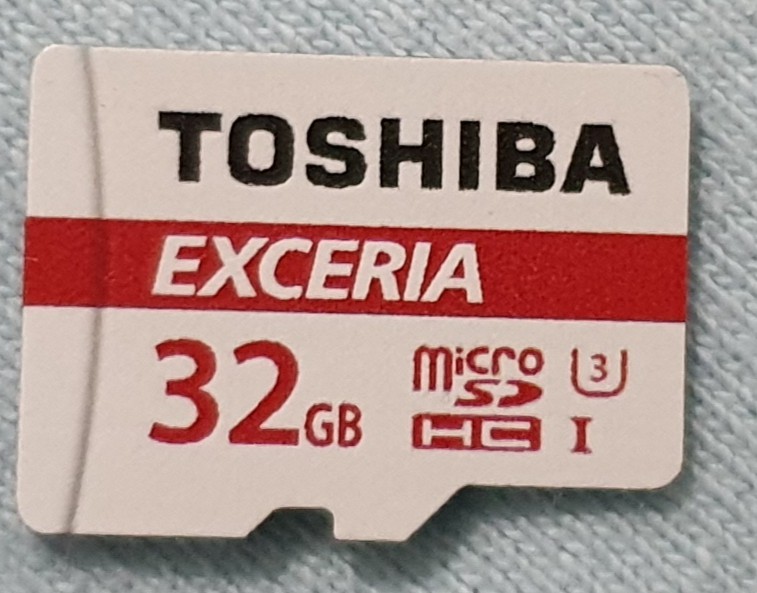 TOSHIBA
EXCERIA
32GB
micro
SD
HC I
3